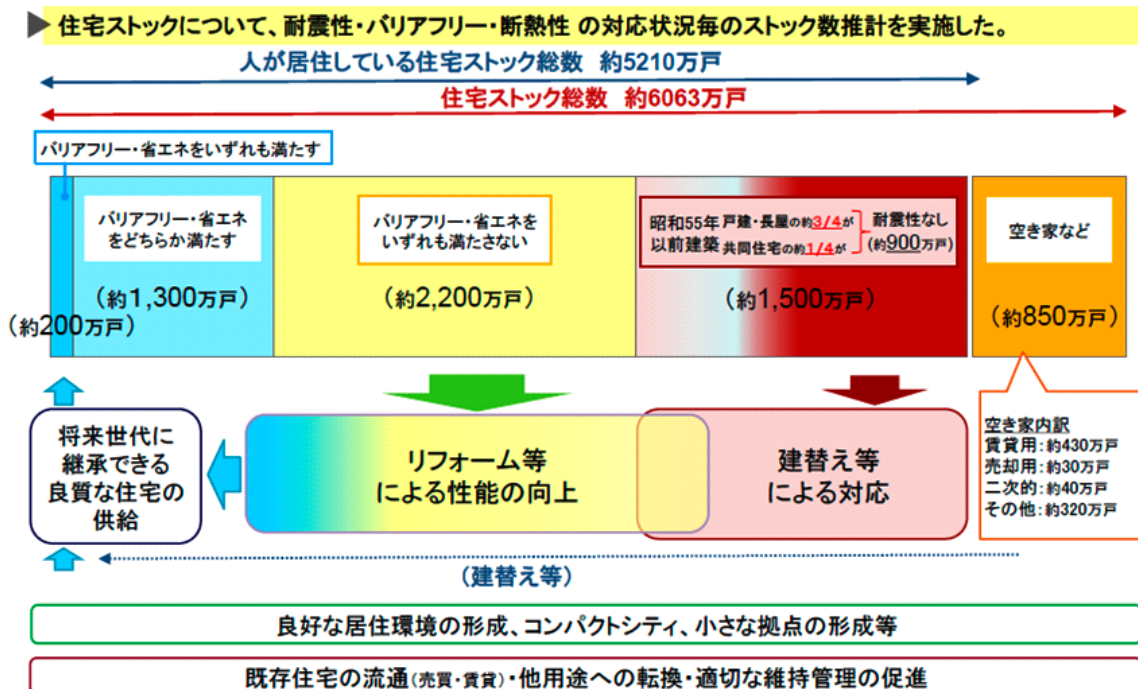 ▶ 住宅ストックについて、耐震性・バリアフリー・断熱性 の対応状況毎のストック数推計を実施した。
人が居住している住宅ストック総数 約5210万戸
住宅ストック総数 約6063万戸
バリアフリー・省エネをいずれも満たす
バリアフリー・省エネ
をどちらか満たす
(約1,300万戸)
(約200万戸)
バリアフリー・省エネを
いずれも満たさない
(約2,200万戸)
昭和55年 戸建・長屋の約3/4が 耐震性なし
以前建築 共同住宅の約1/4が (約900万戸)
(約1,500万戸)
空き家など
(約850万戸)
将来世代に
継承できる
良質な住宅の
供給
リフォーム等
による性能の向上
建替え等
による対応
空き家内訳
賃貸用:約430万戸
売却用:約30万戸
二次的:約40万戸
その他:約320万戸
(建替え等)
良好な居住環境の形成、コンパクトシティ、小さな拠点の形成等
既存住宅の流通(売買・賃貸)・他用途への転換・適切な維持管理の促進